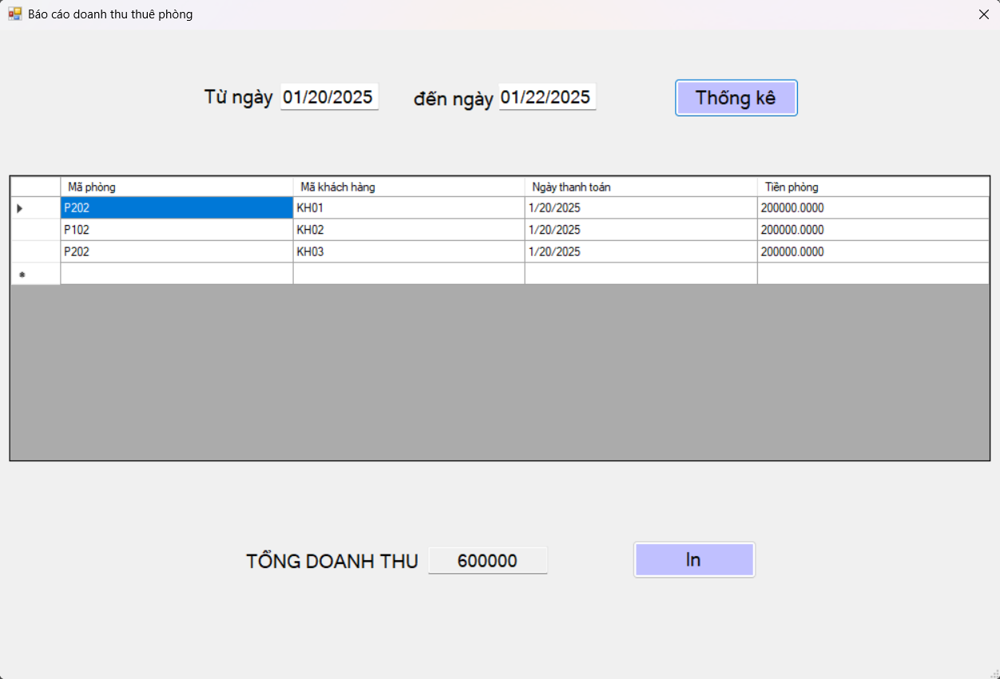 Báo cáo doanh thu thuê phòng
Từ ngày 01/20/2025 đến ngày 01/22/2025 Thống kê
Mã phòng Mã khách hàng Ngày thanh toán Tiền phòng
P202 KH01 1/20/2025 200000.0000
P102 KH02 1/20/2025 200000.0000
P202 KH03 1/20/2025 200000.0000
TỔNG DOANH THU 600000 In